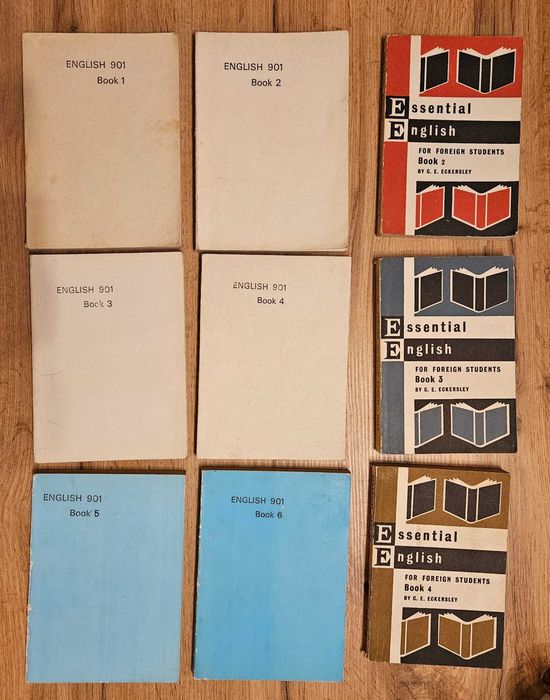 ENGLISH 901
Book 1
ENGLISH 901
Book 2
Essential
English
FOR FOREIGN STUDENTS
Book 2
BY C. E. ECKERSLEY
ENGLISH 901
Book 3
ENGLISH 901
Book 4
Essential
English
FOR FOREIGN STUDENTS
Book 3
BY C. E. ECKERSLEY
ENGLISH 901
Book 5
ENGLISH 901
Book 6
Essential
English
FOR FOREIGN STUDENTS
Book 4
BY C. E. ECKERSLEY